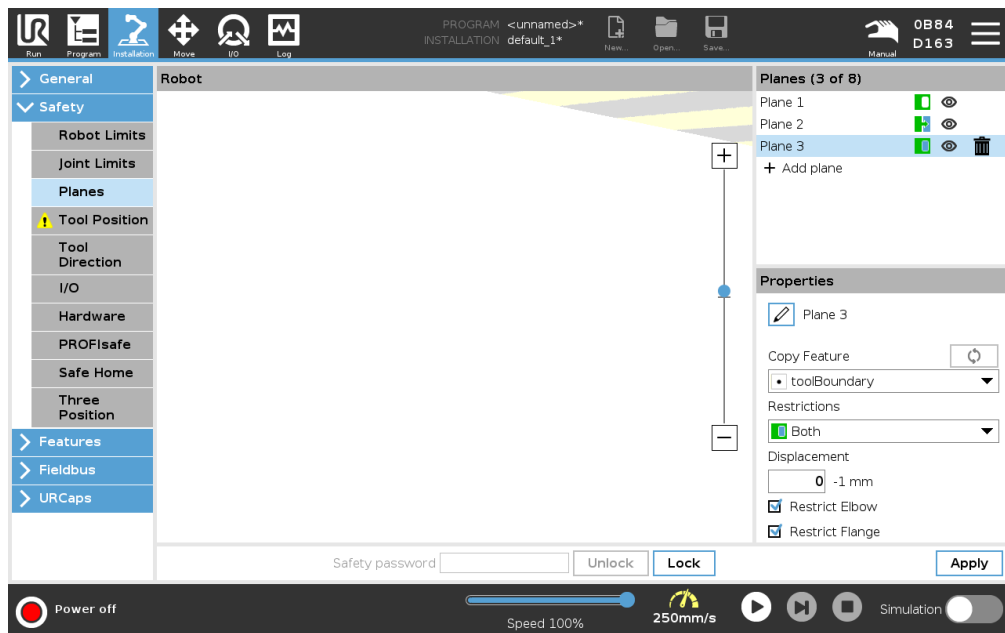 PROGRAM <unnamed>*
INSTALLATION default_1*
UR
Run
Program
Installation
Move
I/O
Log
New...
Open...
Save...
Manual
0B84
D163
General
Safety
Robot Limits
Joint Limits
Planes
Tool Position
Tool
Direction
I/O
Hardware
PROFIsafe
Safe Home
Three
Position
Features
Fieldbus
URCaps
Robot
Planes (3 of 8)
Plane 1
Plane 2
Plane 3
+ Add plane
Properties
Plane 3
Copy Feature
toolBoundary
Restrictions
Both
Displacement
0 -1 mm
Restrict Elbow
Restrict Flange
Safety password
Unlock
Lock
Apply
Power off
Speed 100%
250mm/s
Simulation